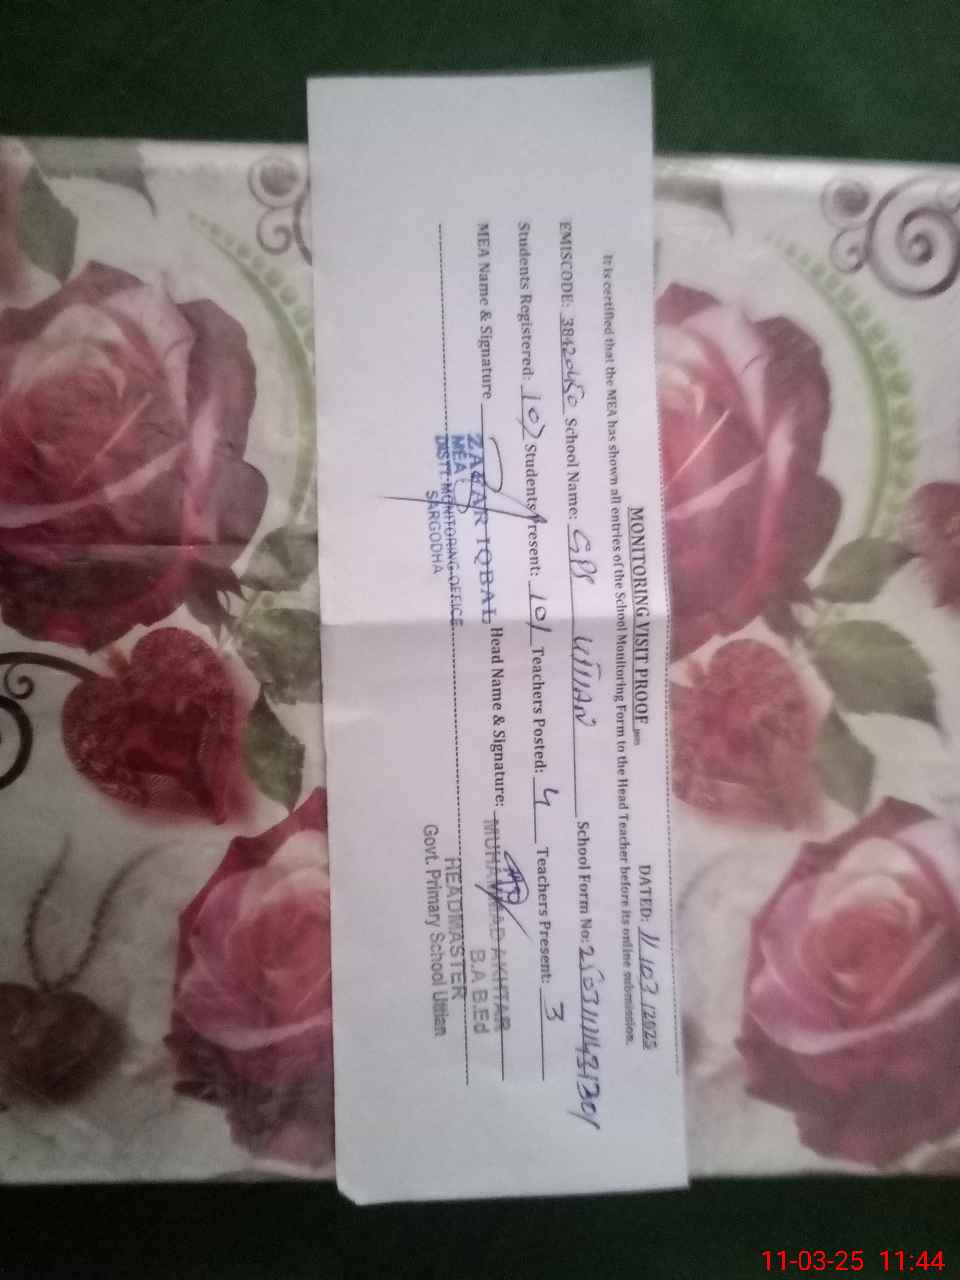 MONITORING VISIT PROOF DATED: 11/03/2025
It is certified that the MEA has shown all entries of the School Monitoring Form to the Head Teacher before its online submission.
EMISCODE: School Name: GPS UTTIAN School Form No:
Students Registered: 107 Students Present: 101 Teachers Posted: 4 Teachers Present: 3
MEA Name & Signature ZAFAR IQBAL Head Name & Signature: MUHAMMAD AKHTAR
MEA B.A B.Ed
DISTT: MONITORING OFFICE HEADMASTER
SARGODHA Govt. Primary School Uttian
11-03-25 11:44